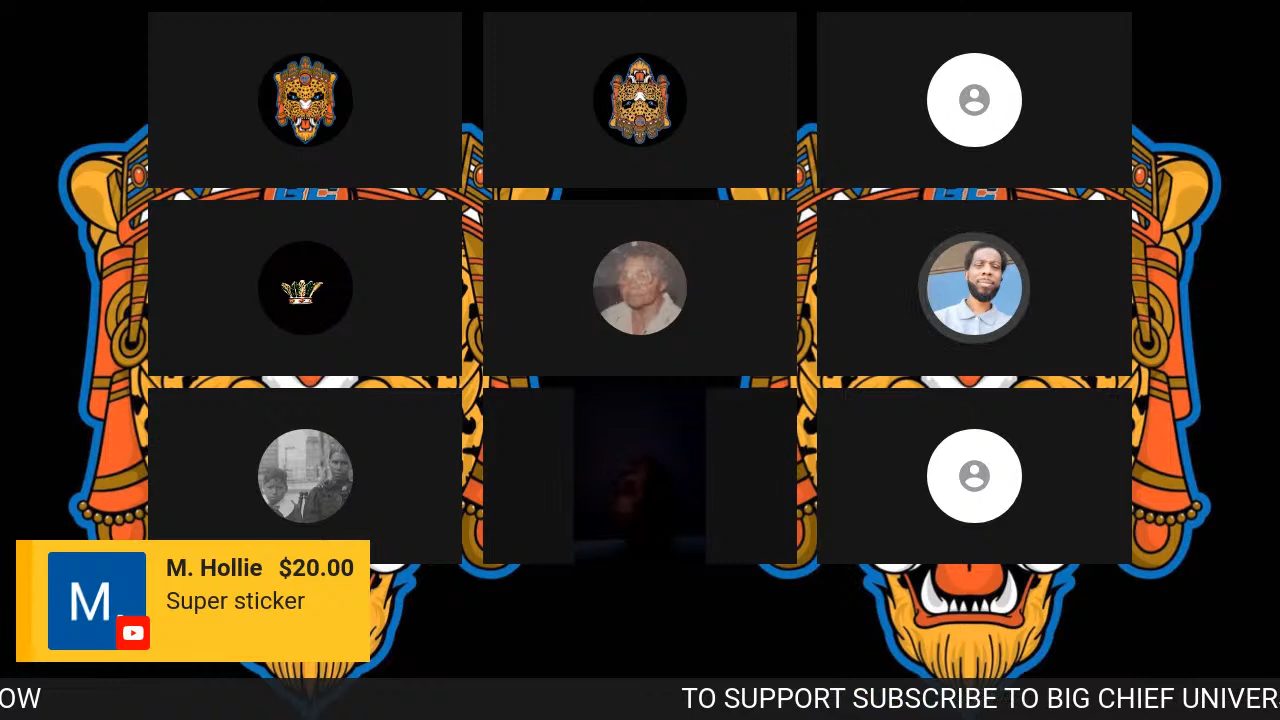 M. Hollie $20.00
Super sticker
M.
OW TO SUPPORT SUBSCRIBE TO BIG CHIEF UNIVER